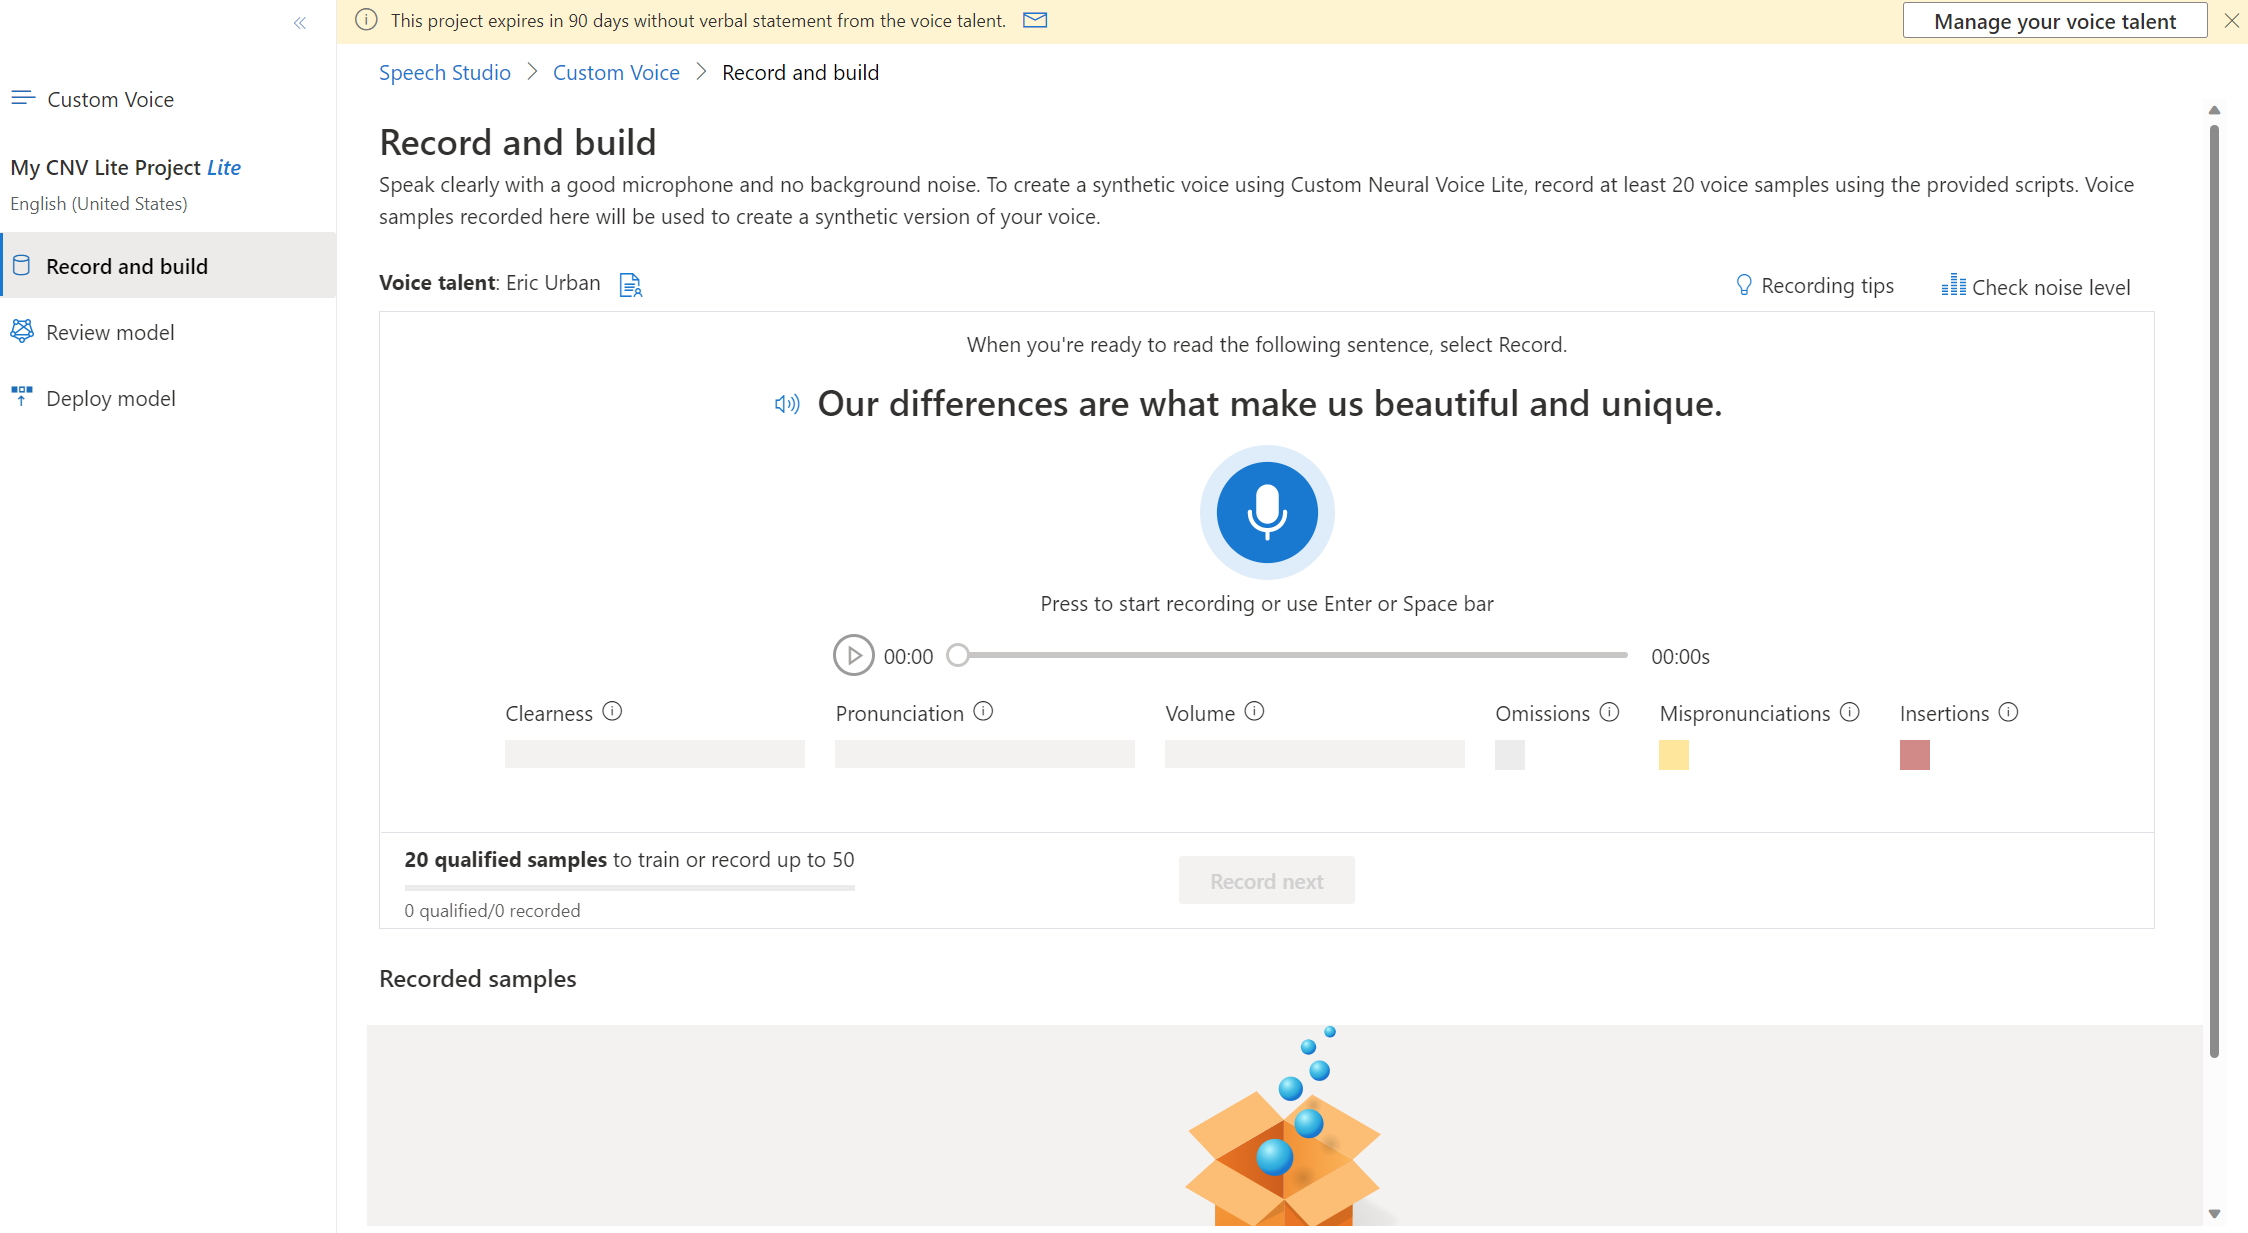 This project expires in 90 days without verbal statement from the voice talent.
Manage your voice talent
Speech Studio > Custom Voice > Record and build
Custom Voice
My CNV Lite Project Lite
English (United States)
Record and build
Review model
Deploy model
Record and build
Speak clearly with a good microphone and no background noise. To create a synthetic voice using Custom Neural Voice Lite, record at least 20 voice samples using the provided scripts. Voice
samples recorded here will be used to create a synthetic version of your voice.
Voice talent: Eric Urban
Recording tips
Check noise level
When you're ready to read the following sentence, select Record.
Our differences are what make us beautiful and unique.
Press to start recording or use Enter or Space bar
00:00
00:00s
Clearness
Pronunciation
Volume
Omissions
Mispronunciations
Insertions
20 qualified samples to train or record up to 50
0 qualified/0 recorded
Record next
Recorded samples